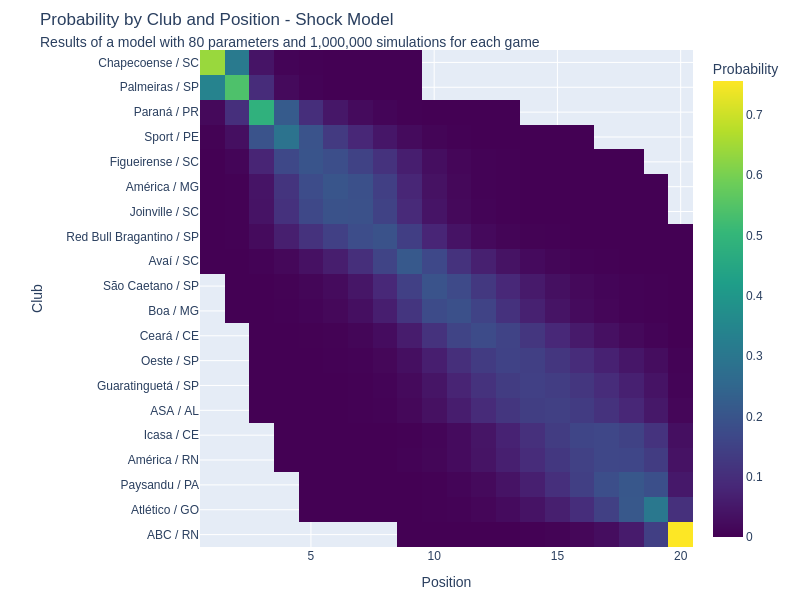 Probability by Club and Position - Shock Model
Results of a model with 80 parameters and 1,000,000 simulations for each game
Probability
Club
Chapecoense / SC
Palmeiras / SP
Paraná / PR
Sport / PE
Figueirense / SC
América / MG
Joinville / SC
Red Bull Bragantino / SP
Avaí / SC
São Caetano / SP
Boa / MG
Ceará / CE
Oeste / SP
Guaratinguetá / SP
ASA / AL
Icasa / CE
América / RN
Paysandu / PA
Atlético / GO
ABC / RN
0.7
0.6
0.5
0.4
0.3
0.2
0.1
0
5
10
15
20
Position